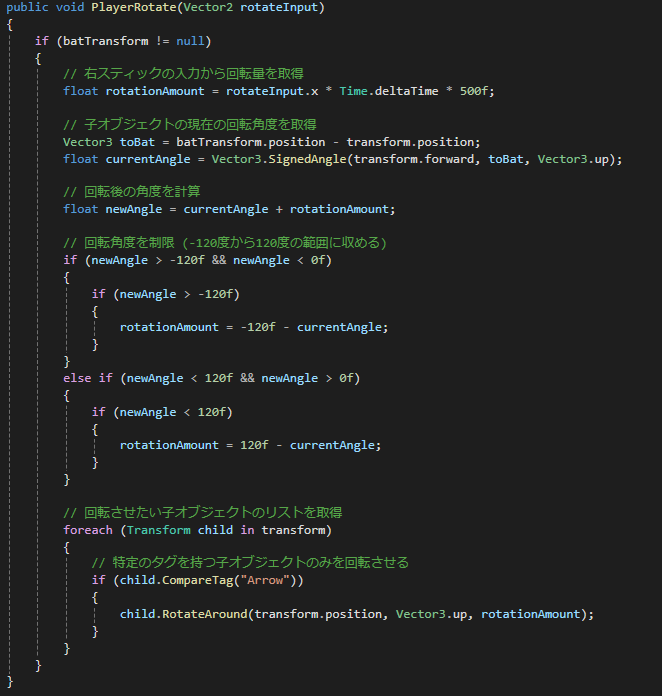 public void PlayerRotate(Vector2 rotateInput)
{
if (batTransform != null)
{
// 右スティックの入力から回転量を取得
float rotationAmount = rotateInput.x * Time.deltaTime * 500f;
// 子オブジェクトの現在の回転角度を取得
Vector3 toBat = batTransform.position - transform.position;
float currentAngle = Vector3.SignedAngle(transform.forward, toBat, Vector3.up);
// 回転後の角度を計算
float newAngle = currentAngle + rotationAmount;
// 回転角度を制限 (-120度から120度の範囲に収める)
if (newAngle > -120f && newAngle < 0f)
{
if (newAngle > -120f)
{
rotationAmount = -120f - currentAngle;
}
}
else if (newAngle < 120f && newAngle > 0f)
{
if (newAngle < 120f)
{
rotationAmount = 120f - currentAngle;
}
}
// 回転させたい子オブジェクトのリストを取得
foreach (Transform child in transform)
{
// 特定のタグを持つ子オブジェクトのみを回転させる
if (child.CompareTag("Arrow"))
{
child.RotateAround(transform.position, Vector3.up, rotationAmount);
}
}
}
}